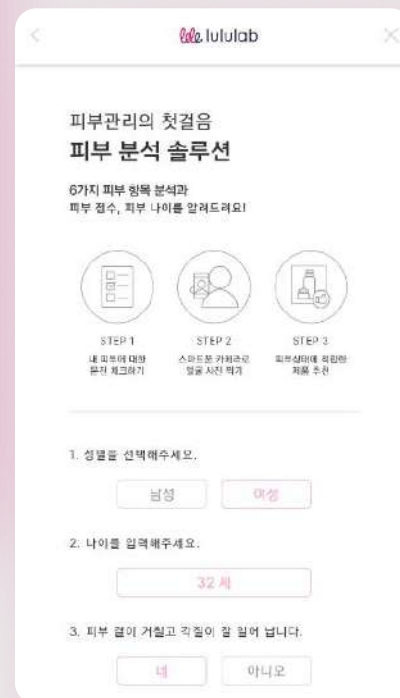 lululab
피부관리의 첫걸음
피부 분석 솔루션
6가지 피부 항목 분석과
피부 점수, 피부 나이를 알려드려요!
STEP 1
STEP 2
STEP 3
내 피부에 대한
문진 체크하기
스마트폰 카메라로
얼굴 사진 찍기
피부상태에 적합한
제품 추천
1. 성별을 선택해주세요.
남성
여성
2. 나이를 입력해주세요.
32 세
3. 피부 결이 거칠고 각질이 잘 일어 납니다.
네
아니오